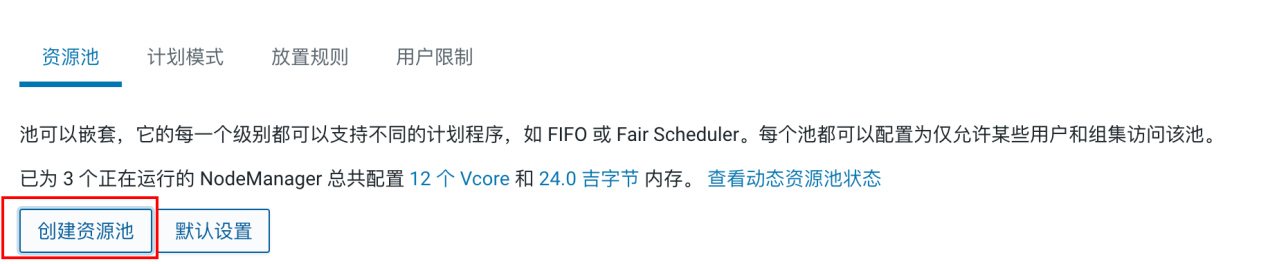 资源池 计划模式 放置规则 用户限制
池可以嵌套，它的每一个级别都可以支持不同的计划程序，如 FIFO 或 Fair Scheduler。每个池都可以配置为仅允许某些用户和组集访问该池。
已为 3 个正在运行的 NodeManager 总共配置 12 个 Vcore 和 24.0 吉字节 内存。 查看动态资源池状态
创建资源池 默认设置